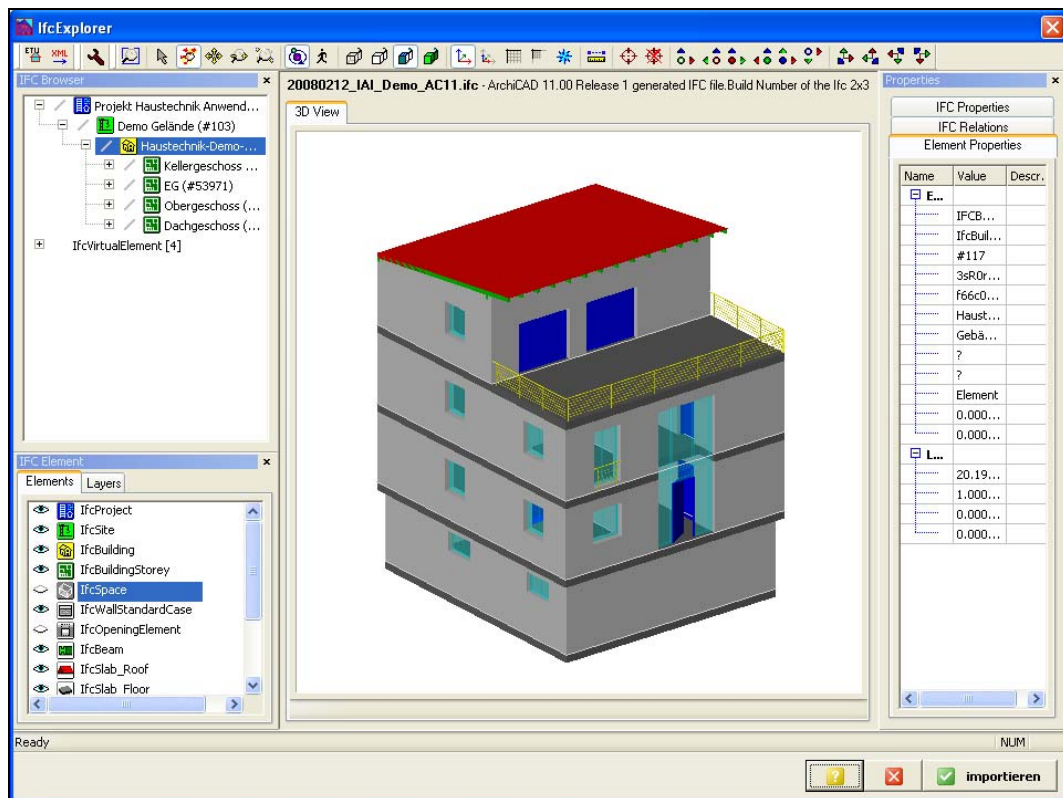 IfcExplorer
ETU XML
IFC Browser
Projekt Haustechnik Anwend...
Demo Gelände (#103)
Haustechnik-Demo-...
Kellergeschoss ...
EG (#53971)
Obergeschoss (...
Dachgeschoss (...
IfcVirtualElement [4]
IFC Element
Elements Layers
IfcProject
IfcSite
IfcBuilding
IfcBuildingStorey
IfcSpace
IfcWallStandardCase
IfcOpeningElement
IfcBeam
IfcSlab_Roof
IfcSlab_Floor
20080212_IAI_Demo_AC11.ifc - ArchiCAD 11.00 Release 1 generated IFC file.Build Number of the Ifc 2x3
3D View
Properties
IFC Properties
IFC Relations
Element Properties
Name Value Descr.
E...
IFCB...
IfcBuil...
#117
3sR0r...
f66c0...
Haust...
Gebä...
?
?
Element
0.000...
0.000...
L...
20.19...
1.000...
0.000...
0.000...
Ready
NUM
importieren